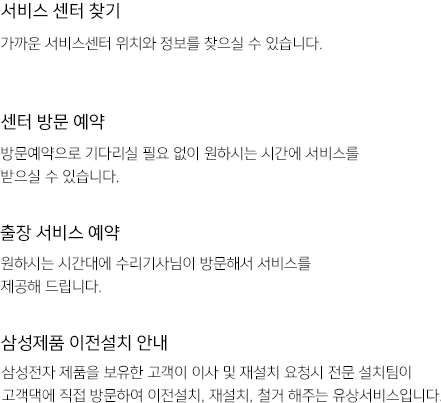 서비스 센터 찾기
가까운 서비스센터 위치와 정보를 찾으실 수 있습니다.
센터 방문 예약
방문예약으로 기다리실 필요 없이 원하시는 시간에 서비스를
받으실 수 있습니다.
출장 서비스 예약
원하시는 시간대에 수리기사님이 방문해서 서비스를
제공해 드립니다.
삼성제품 이전설치 안내
삼성전자 제품을 보유한 고객이 이사 및 재설치 요청시 전문 설치팀이
고객댁에 직접 방문하여 이전설치, 재설치, 철거 해주는 유상서비스입니다.